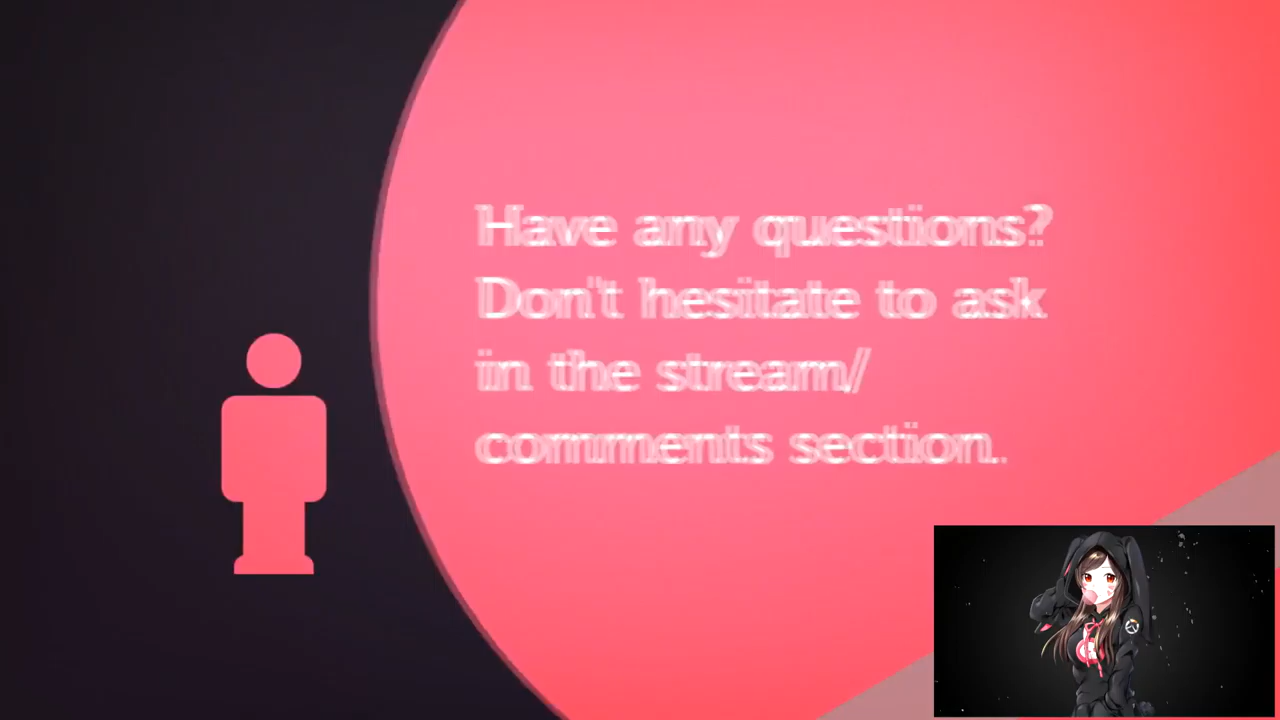 Have any questions?
Don't hesitate to ask
in the stream/
comments section.